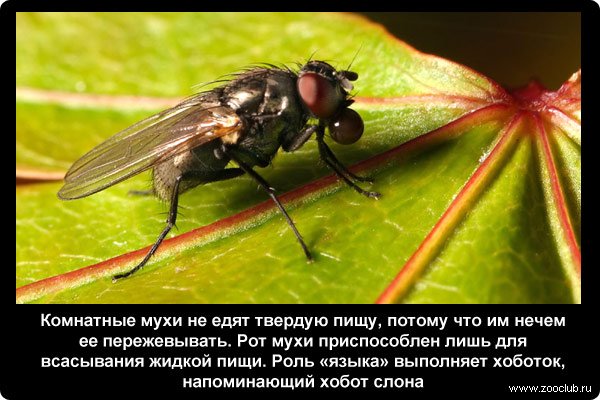 Комнатные мухи не едят твердую пищу, потому что им нечем
ее пережевывать. Рот мухи приспособлен лишь для
всасывания жидкой пищи. Роль «языка» выполняет хоботок,
напоминающий хобот слона
www.zooclub.ru